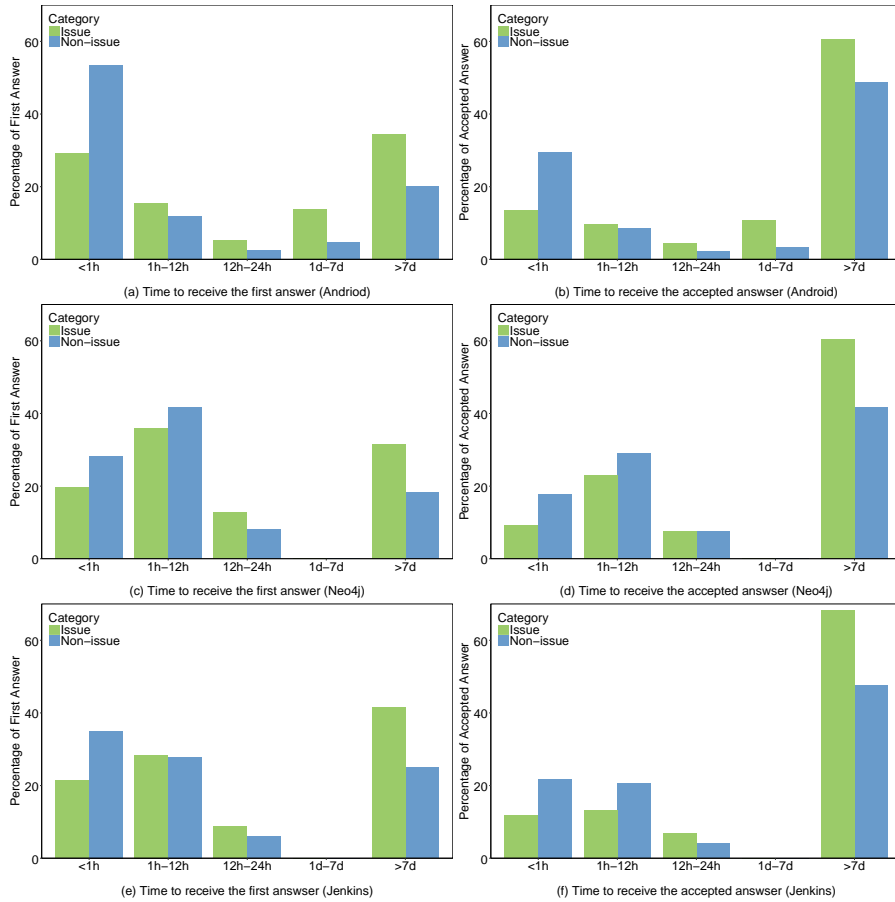 Category
Issue
Non−issue
Percentage of First Answer
60
40
20
0
<1h
1h−12h
12h−24h
1d−7d
>7d
(a) Time to receive the first answer (Andriod)
Category
Issue
Non−issue
Percentage of Accepted Answer
60
40
20
0
<1h
1h−12h
12h−24h
1d−7d
>7d
(b) Time to receive the accepted answser (Android)
Category
Issue
Non−issue
Percentage of First Answer
60
40
20
0
<1h
1h−12h
12h−24h
1d−7d
>7d
(c) Time to receive the first answer (Neo4j)
Category
Issue
Non−issue
Percentage of Accepted Answer
60
40
20
0
<1h
1h−12h
12h−24h
1d−7d
>7d
(d) Time to receive the accepted answser (Neo4j)
Category
Issue
Non−issue
Percentage of First Answer
60
40
20
0
<1h
1h−12h
12h−24h
1d−7d
>7d
(e) Time to receive the first answser (Jenkins)
Category
Issue
Non−issue
Percentage of Accepted Answer
60
40
20
0
<1h
1h−12h
12h−24h
1d−7d
>7d
(f) Time to receive the accepted answser (Jenkins)